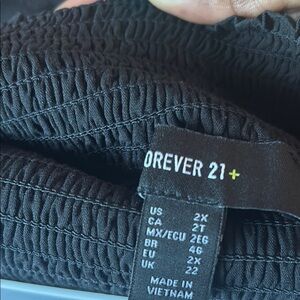 OREVER 21+
US 2X
CA 2T
MX/ECU 2EG
BR 4G
EU 2X
UK 22
MADE IN
VIETNAM